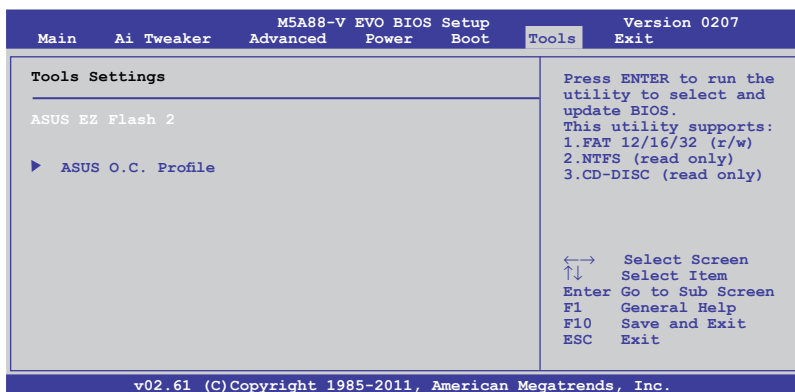 M5A88-V EVO BIOS Setup Version 0207
Main Ai Tweaker Advanced Power Boot Tools Exit
Tools Settings
ASUS EZ Flash 2
▶ ASUS O.C. Profile
Press ENTER to run the
utility to select and
update BIOS.
This utility supports:
1.FAT 12/16/32 (r/w)
2.NTFS (read only)
3.CD-DISC (read only)
←→ Select Screen
↑↓ Select Item
Enter Go to Sub Screen
F1 General Help
F10 Save and Exit
ESC Exit
v02.61 (C)Copyright 1985-2011, American Megatrends, Inc.